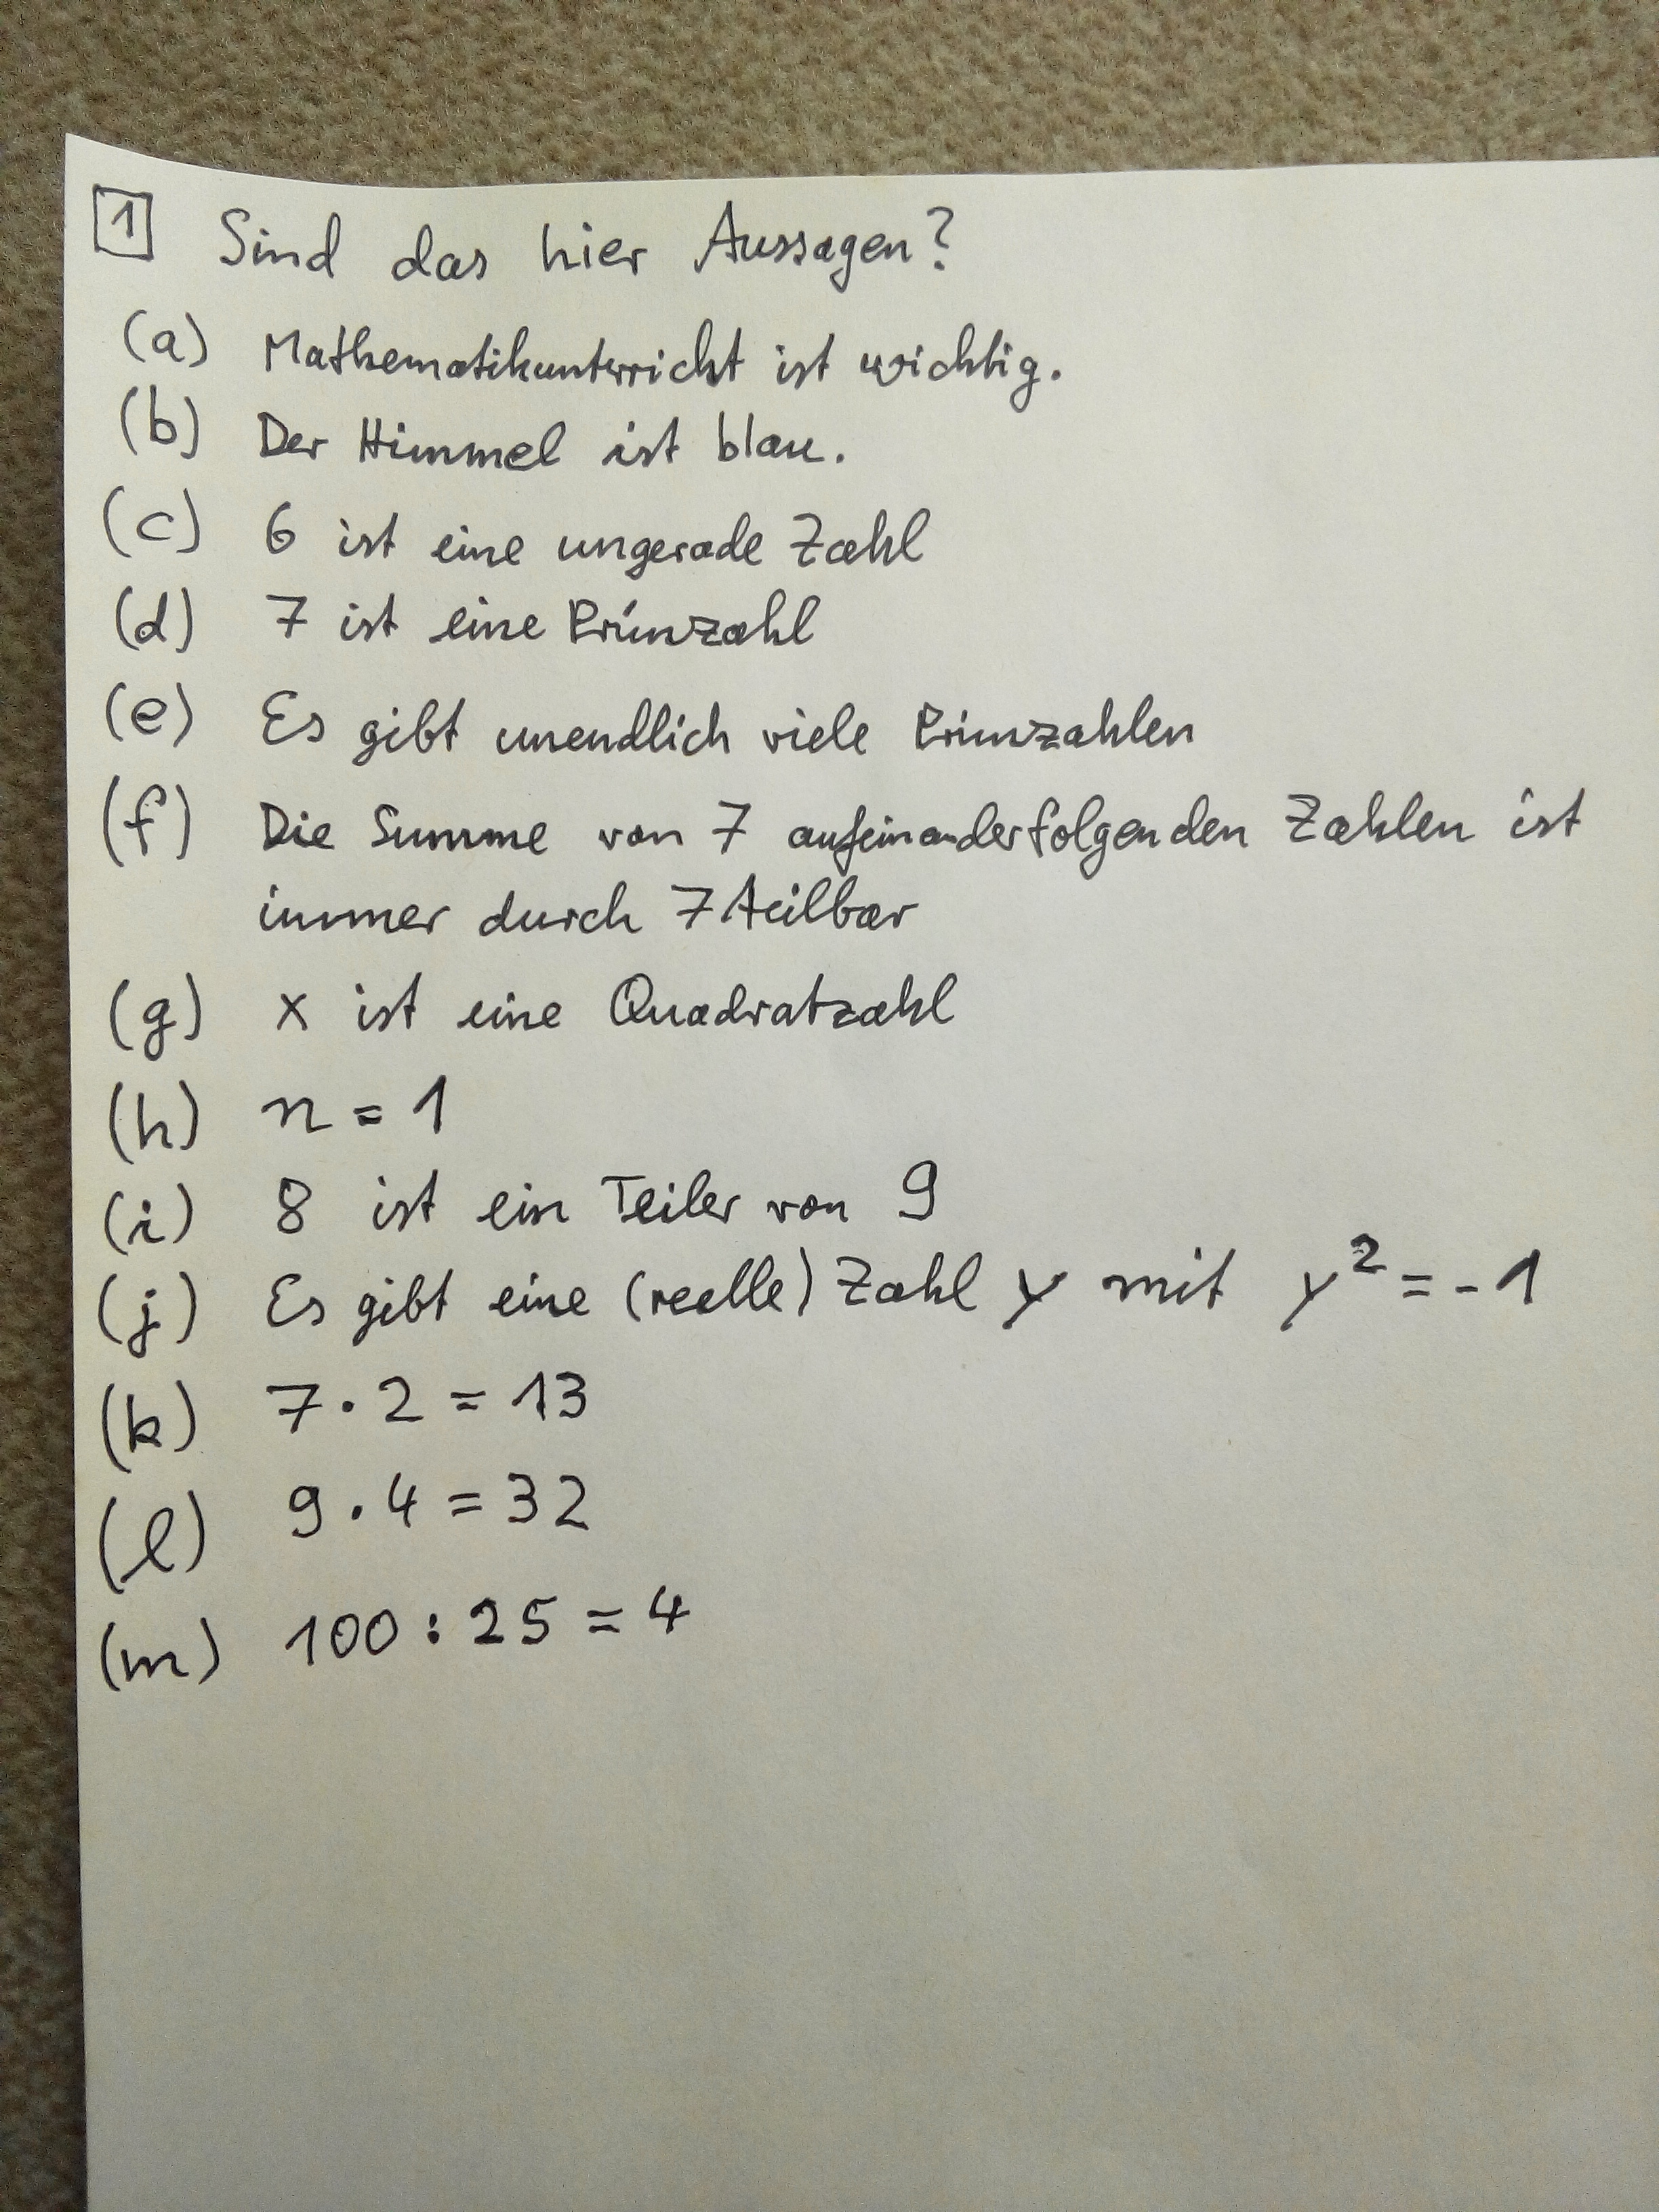 1 Sind das hier Aussagen?
(a) Mathematikunterricht ist wichtig.
(b) Der Himmel ist blau.
(c) 6 ist eine ungerade Zahl
(d) 7 ist eine Primzahl
(e) Es gibt unendlich viele Primzahlen
(f) Die Summe von 7 aufeinanderfolgenden Zahlen ist
immer durch 7 teilbar
(g) x ist eine Quadratzahl
(h) n = 1
(i) 8 ist ein Teiler von 9
(j) Es gibt eine (reelle) Zahl y mit y² = -1
(k) 7 · 2 = 13
(l) 9 · 4 = 32
(m) 100 : 25 = 4